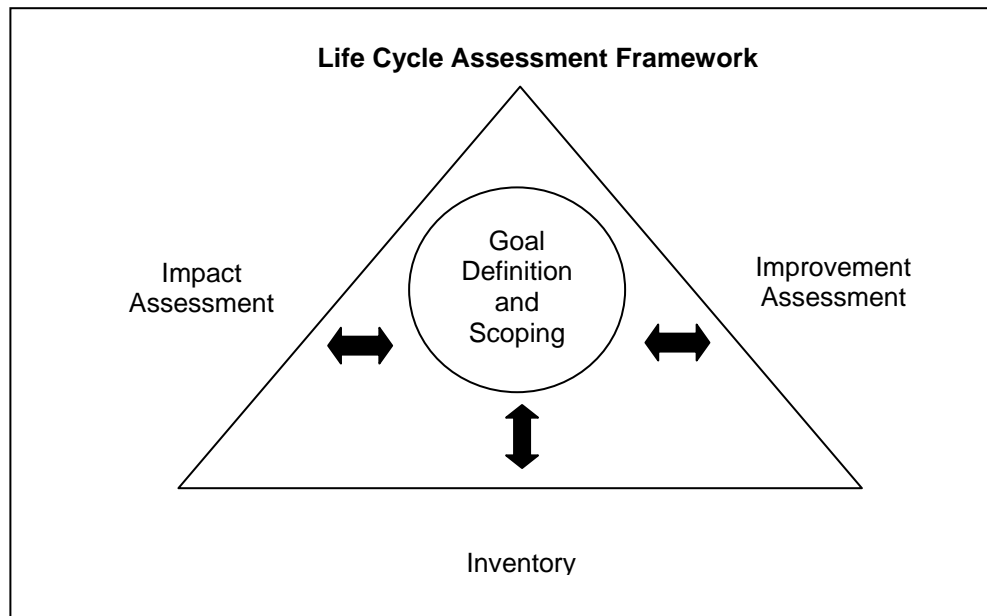 Life Cycle Assessment Framework
Goal
Definition
and
Scoping
Impact
Assessment
Improvement
Assessment
Inventory